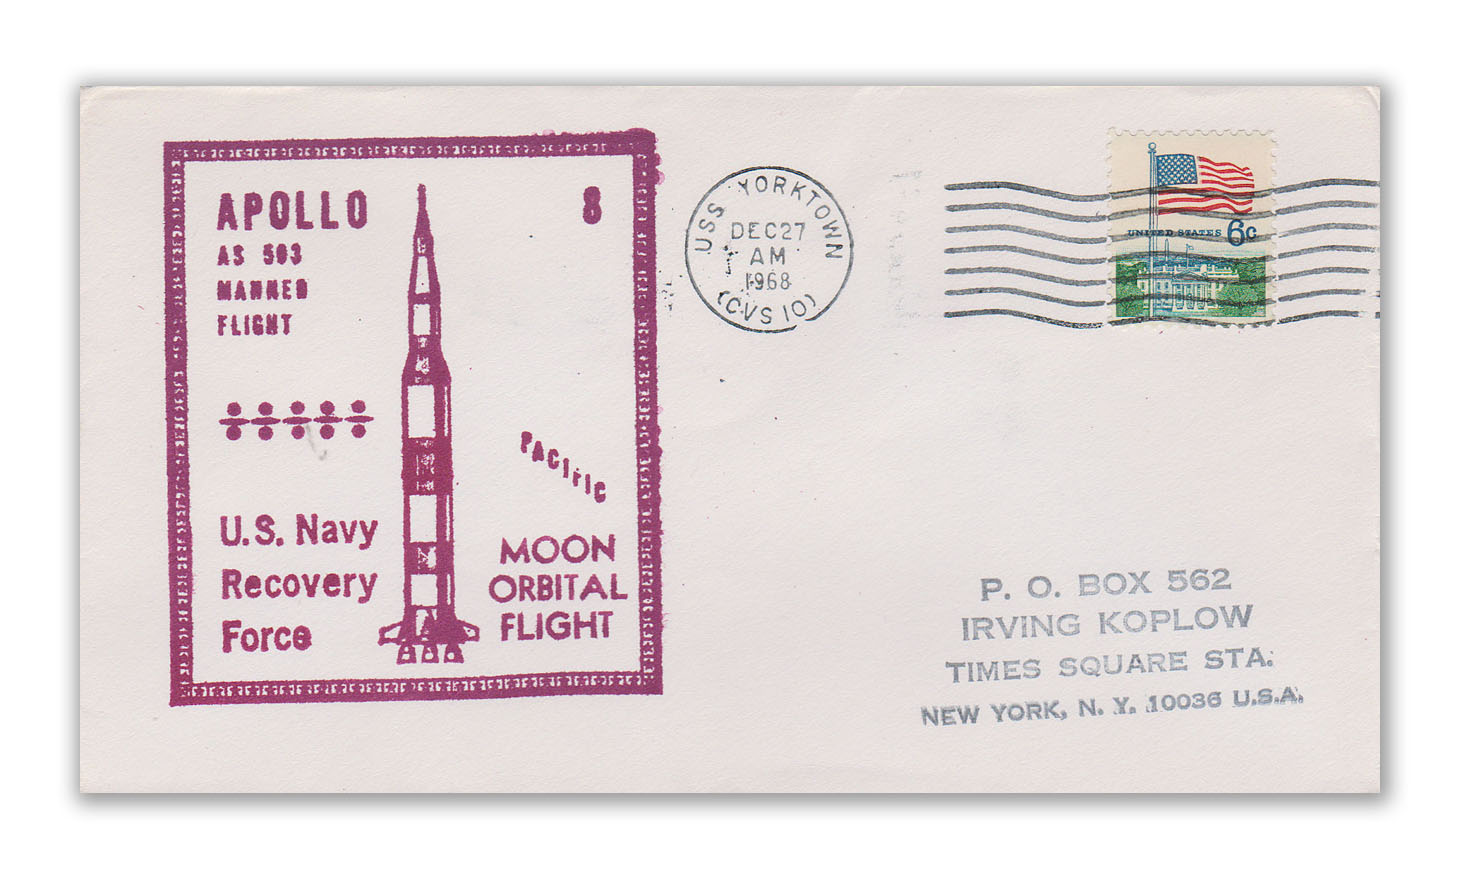 APOLLO
8
AS 503
MANNED
FLIGHT
U.S. Navy
Recovery
Force
PACIFIC
MOON
ORBITAL
FLIGHT
USS YORKTOWN
DEC 27
AM
1968
(CVS 10)
UNITED STATES 6c
P. O. BOX 562
IRVING KOPLOW
TIMES SQUARE STA.
NEW YORK, N. Y. 10036 U.S.A.